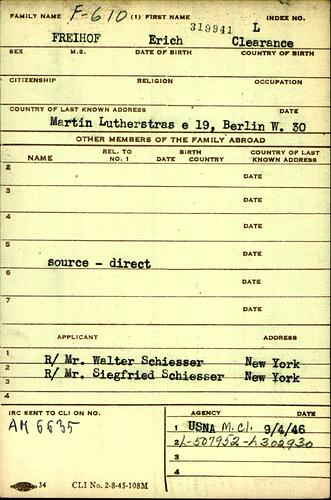 FAMILY NAME F-610 (1) FIRST NAME 319941 L INDEX NO.
FREIHOF Erich Clearance
SEX M.S. DATE OF BIRTH COUNTRY OF BIRTH
CITIZENSHIP RELIGION OCCUPATION
COUNTRY OF LAST KNOWN ADDRESS DATE
Martin Lutherstras e 19, Berlin W. 30
OTHER MEMBERS OF THE FAMILY ABROAD
NAME REL. TO NO. 1 BIRTH DATE COUNTRY COUNTRY OF LAST KNOWN ADDRESS
2
DATE
3
DATE
4
DATE
5
source - direct DATE
6
DATE
7
DATE
APPLICANT ADDRESS
1 R/ Mr. Walter Schiesser New York
2 R/ Mr. Siegfried Schiesser New York
3
4
IRC SENT TO CLI ON NO. AGENCY DATE
AM 6635 1 USNA M.Cl. 9/4/46
2 L-507952-A302930
3
4
34 CLI No. 2-8-45-108M